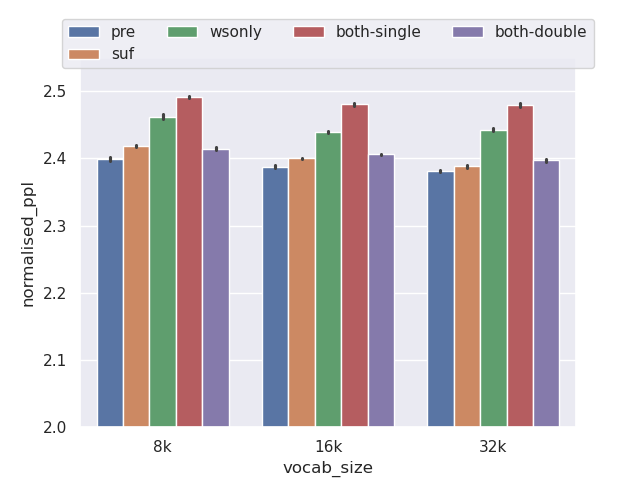 pre wsonly both-single both-double
suf
2.5
2.4
2.3
2.2
2.1
2.0
normalised_ppl
8k 16k 32k
vocab_size